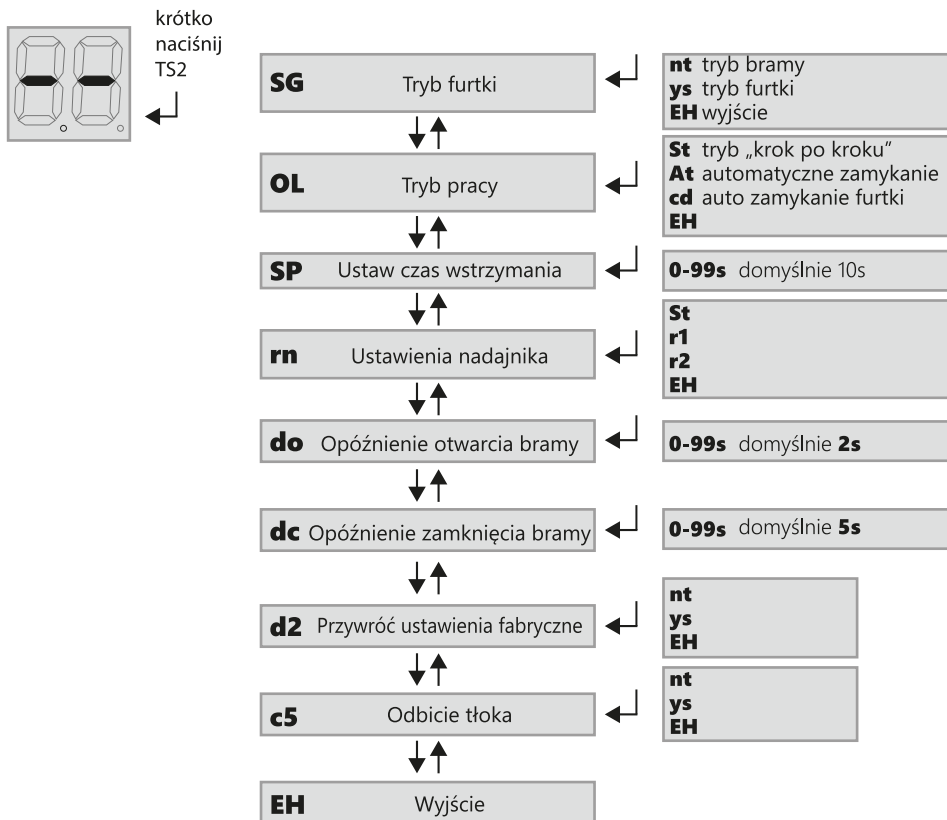 krótko
naciśnij
TS2
SG Tryb furtki
nt tryb bramy
ys tryb furtki
EH wyjście
OL Tryb pracy
St tryb „krok po kroku”
At automatyczne zamykanie
cd auto zamykanie furtki
EH
SP Ustaw czas wstrzymania
0-99s domyślnie 10s
rn Ustawienia nadajnika
St
r1
r2
EH
do Opóźnienie otwarcia bramy
0-99s domyślnie 2s
dc Opóźnienie zamknięcia bramy
0-99s domyślnie 5s
d2 Przywróć ustawienia fabryczne
nt
ys
EH
c5 Odbicie tłoka
nt
ys
EH
EH Wyjście